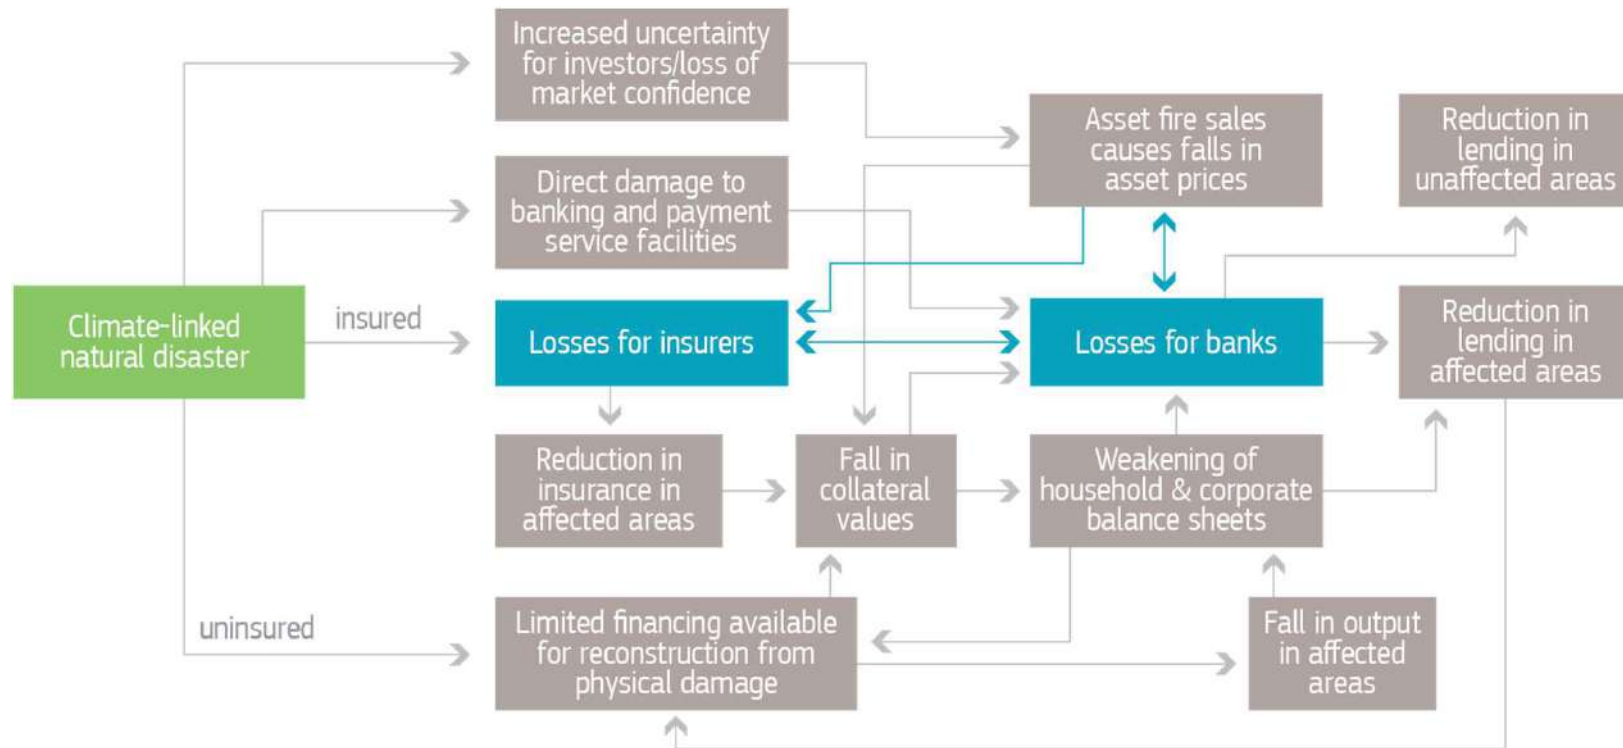 Increased uncertainty
for investors/loss of
market confidence
Asset fire sales
causes falls in
asset prices
Reduction in
lending in
unaffected areas
Direct damage to
banking and payment
service facilities
Climate-linked
natural disaster
insured
Losses for insurers
Losses for banks
Reduction in
lending in
affected areas
Reduction in
insurance in
affected areas
Fall in
collateral
values
Weakening of
household & corporate
balance sheets
uninsured
Limited financing available
for reconstruction from
physical damage
Fall in output
in affected
areas